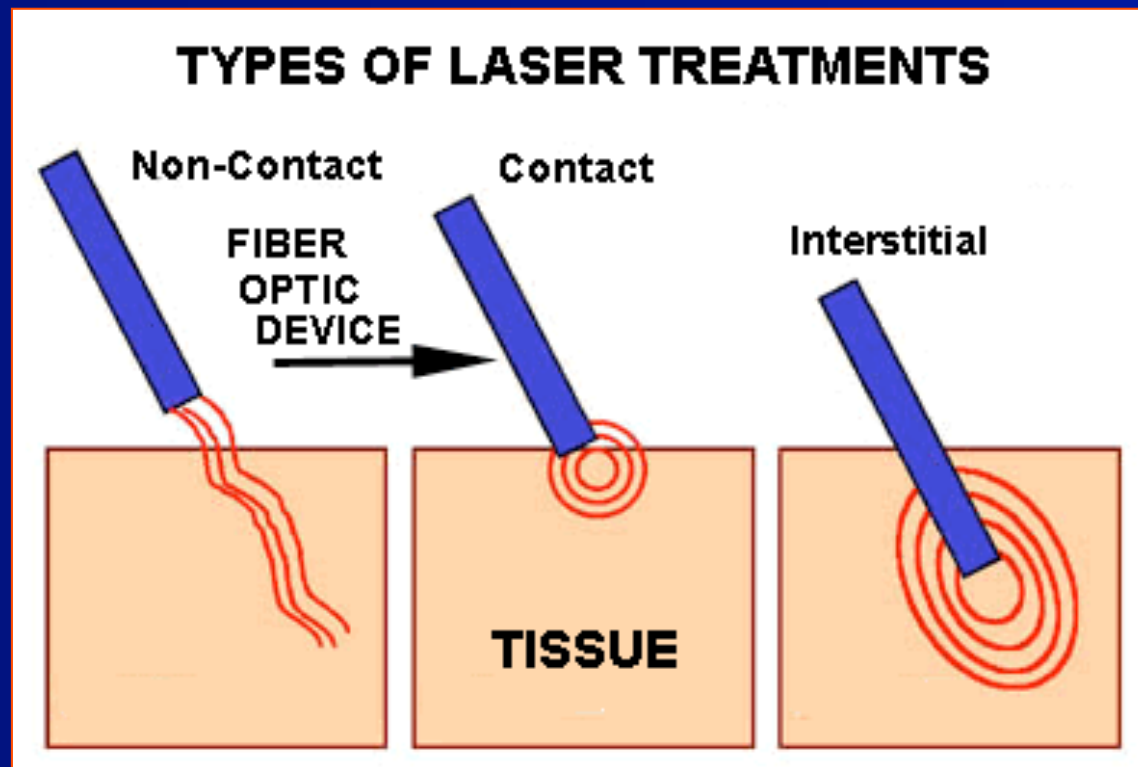 TYPES OF LASER TREATMENTS
Non-Contact
Contact
Interstitial
FIBER
OPTIC
DEVICE
TISSUE